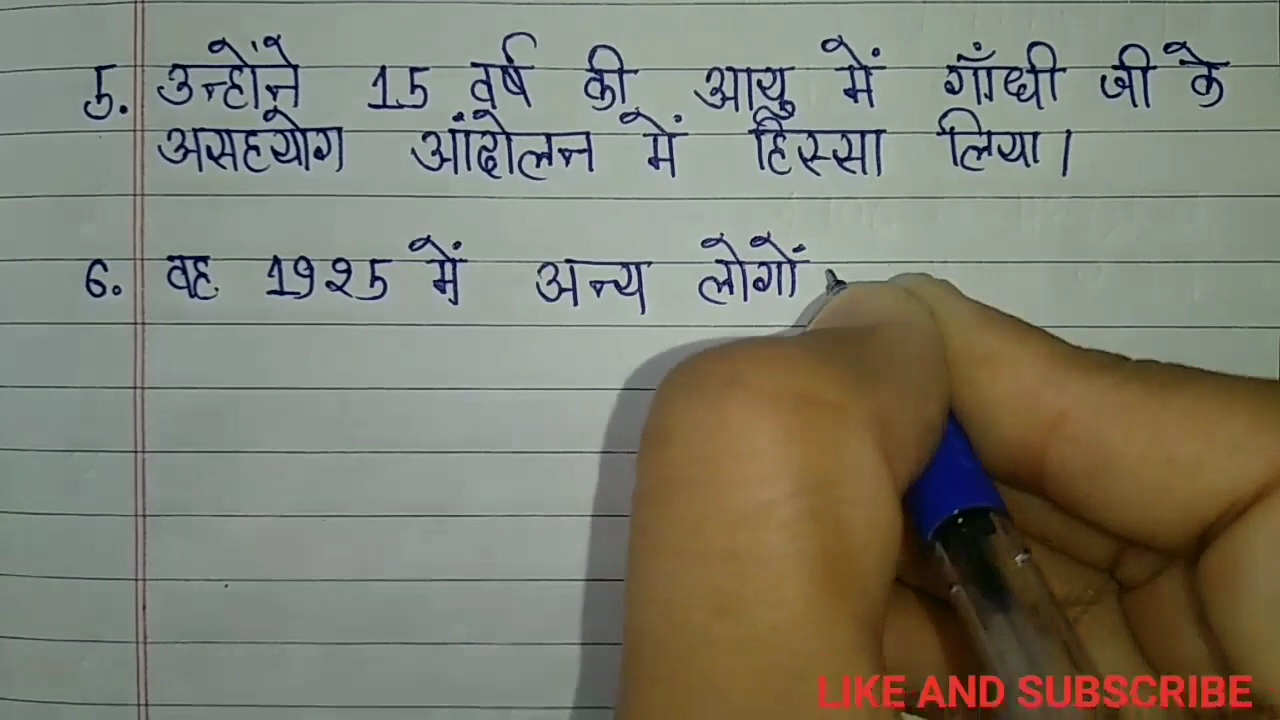 5. उन्होंने 15 वर्ष की आयु में गाँधी जी के
असहयोग आंदोलन में हिस्सा लिया।
6. वह 1925 में अन्य लोगों
LIKE AND SUBSCRIBE